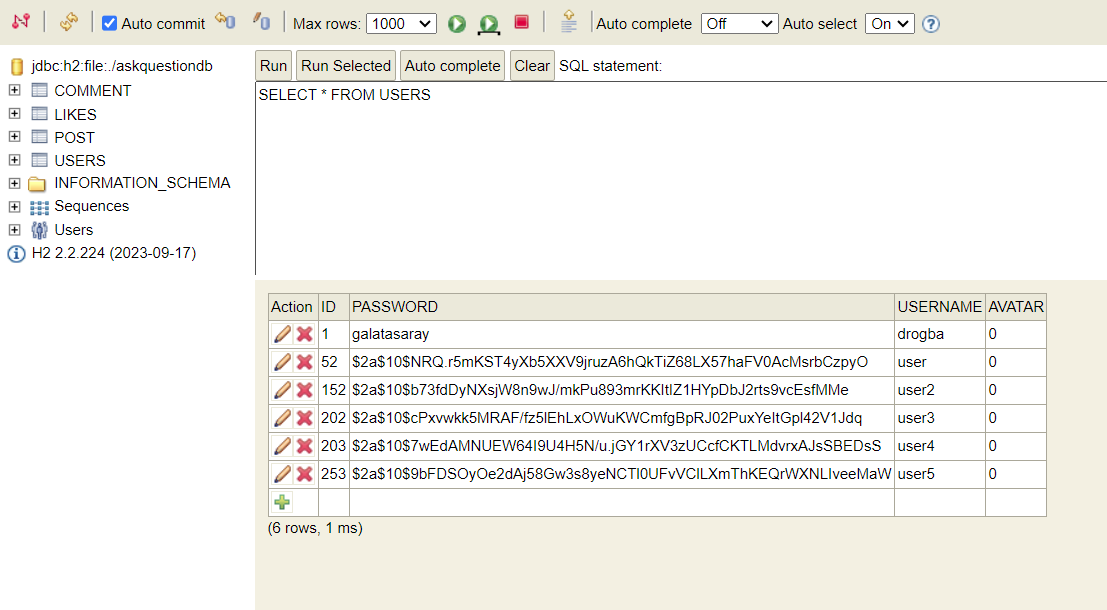 Auto commit Max rows: 1000 Auto complete Off Auto select On
jdbc:h2:file:./askquestiondb
COMMENT
LIKES
POST
USERS
INFORMATION_SCHEMA
Sequences
Users
H2 2.2.224 (2023-09-17)
Run Run Selected Auto complete Clear SQL statement:
SELECT * FROM USERS
Action ID PASSWORD USERNAME AVATAR
1 galatasaray drogba 0
52 $2a$10$NRQ.r5mKST4yXb5XXV9jruzA6hQkTiZ68LX57haFV0AcMsrbCzpyO user 0
152 $2a$10$b73fdDyNXsjW8n9wJ/mkPu893mrKKItIZ1HYpDbJ2rts9vcEsfMMe user2 0
202 $2a$10$cPxvwkk5MRAF/fz5lEhLxOWuKWCmfgBpRJ02PuxYeItGpl42V1Jdq user3 0
203 $2a$10$7wEdAMNUEW64I9U4H5N/u.jGY1rXV3zUCcfCKTLMdvrxAJsSBEDsS user4 0
253 $2a$10$9bFDSOyOe2dAj58Gw3s8yeNCTl0UFvVClLXmThKEQrWXNLIveeMaW user5 0
(6 rows, 1 ms)